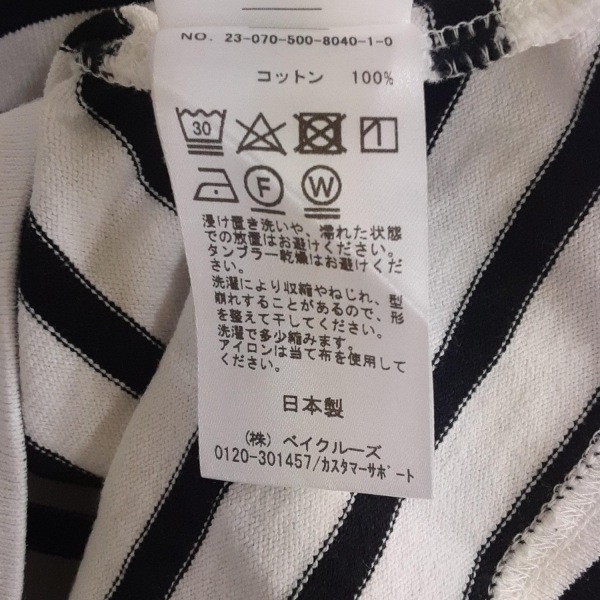 NO. 23-070-500-8040-1-0
コットン 100%
30
F W
浸け置き洗いや、濡れた状態
での放置はお避けください。
タンブラー乾燥はお避けくだ
さい。
洗濯により収縮やねじれ、型
崩れすることがあるので、形
を整えて干してください。
洗濯で多少縮みます。
アイロンは当て布を使用して
ください。
日本製
(株) ベイクルーズ
0120-301457/カスタマーサポート